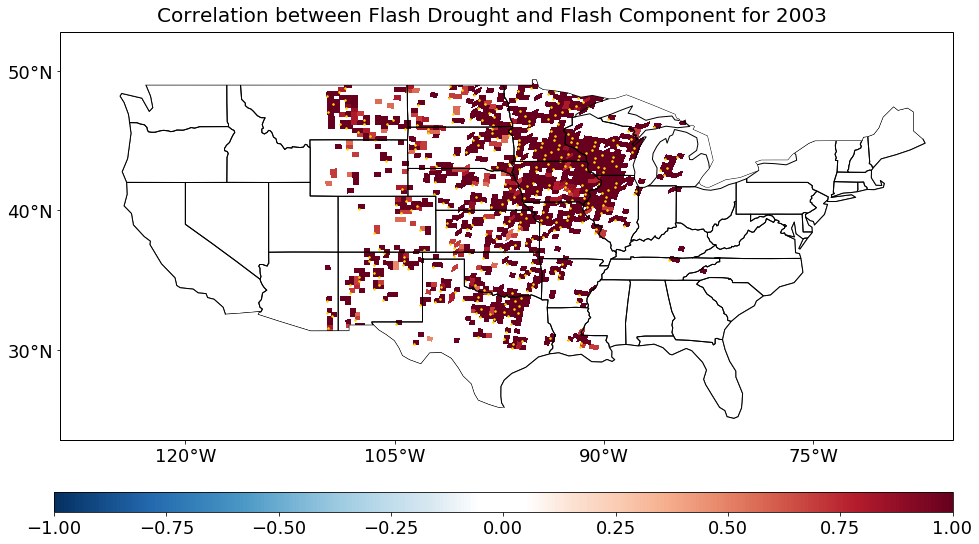 Correlation between Flash Drought and Flash Component for 2003
50°N
40°N
30°N
120°W 105°W 90°W 75°W
−1.00 −0.75 −0.50 −0.25 0.00 0.25 0.50 0.75 1.00